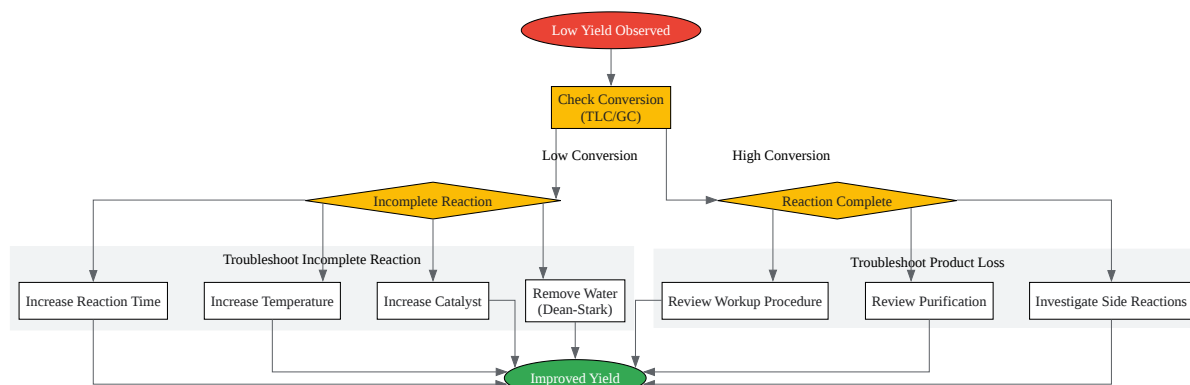 Low Yield Observed
Check Conversion
(TLC/GC)
Low Conversion
High Conversion
Incomplete Reaction
Reaction Complete
Troubleshoot Incomplete Reaction
Troubleshoot Product Loss
Increase Reaction Time
Increase Temperature
Increase Catalyst
Remove Water
(Dean-Stark)
Review Workup Procedure
Review Purification
Investigate Side Reactions
Improved Yield